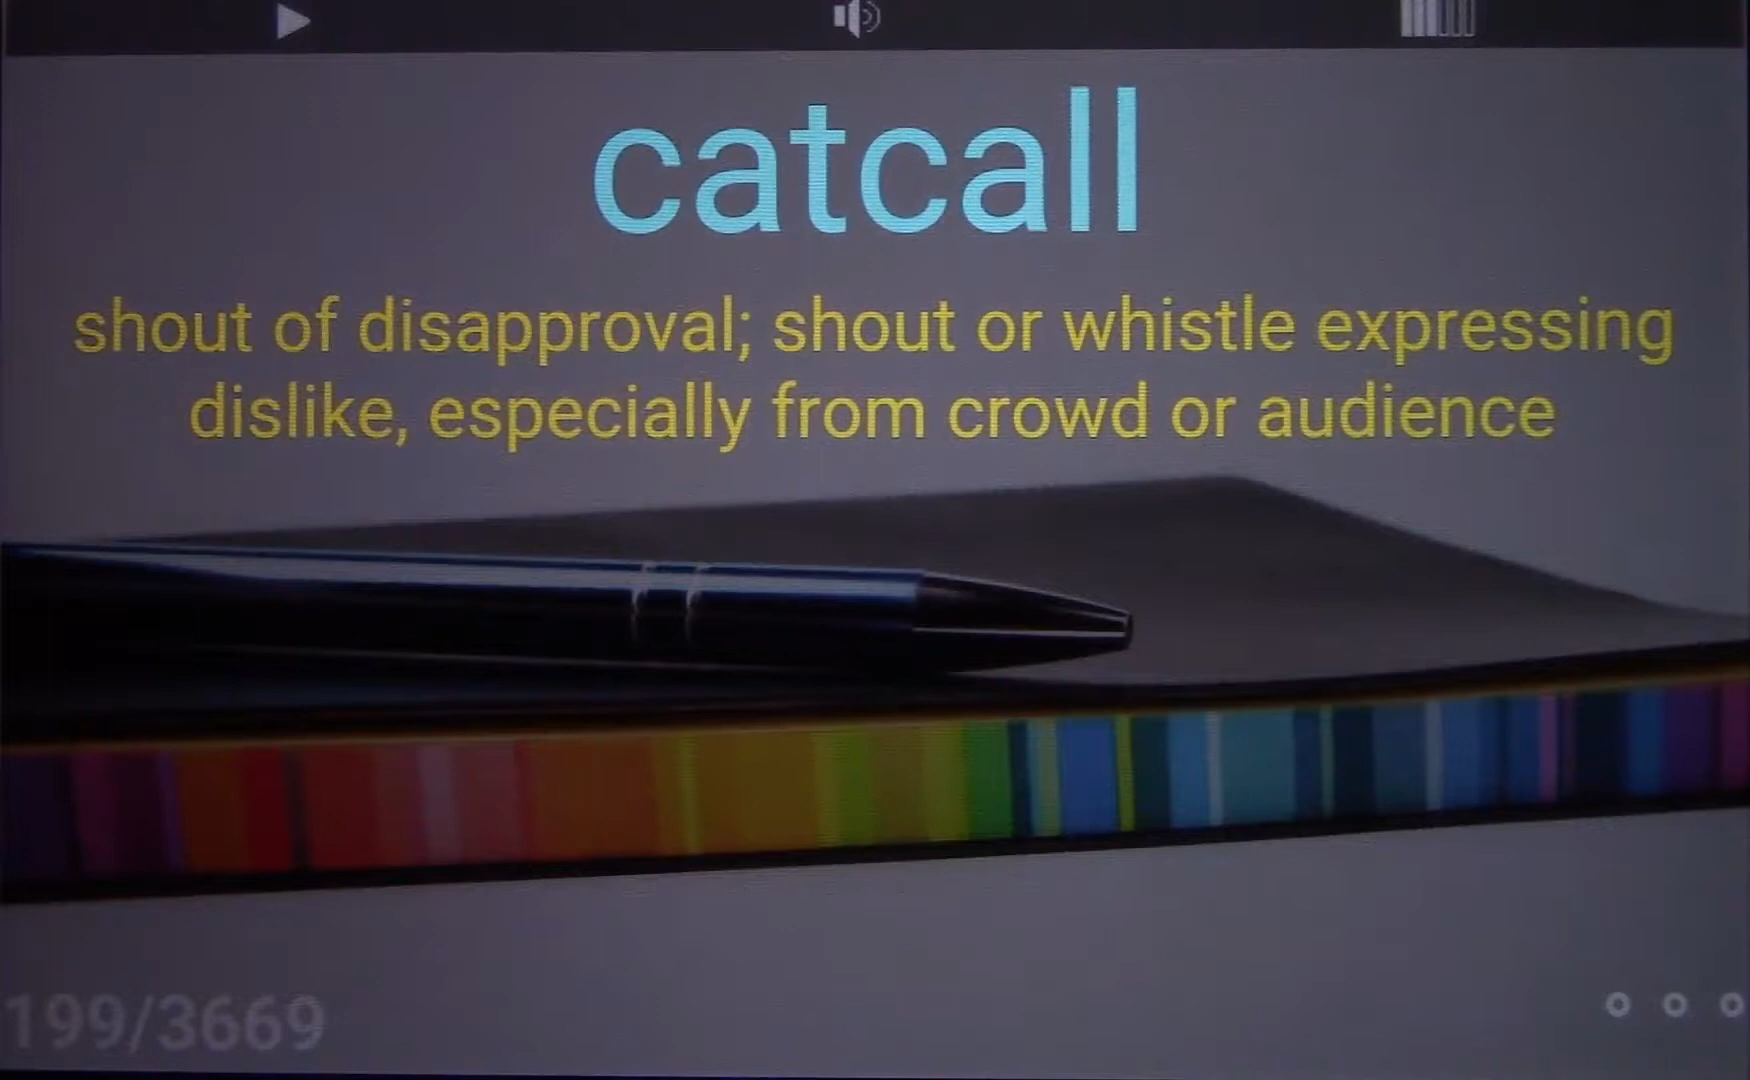 catcall
shout of disapproval; shout or whistle expressing
dislike, especially from crowd or audience
199/3669